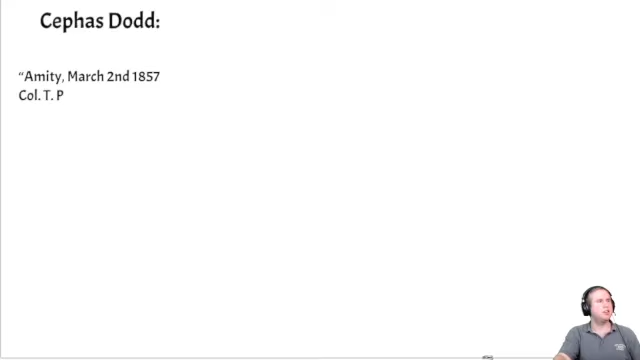 Cephas Dodd:
“Amity, March 2nd 1857
Col. T. P